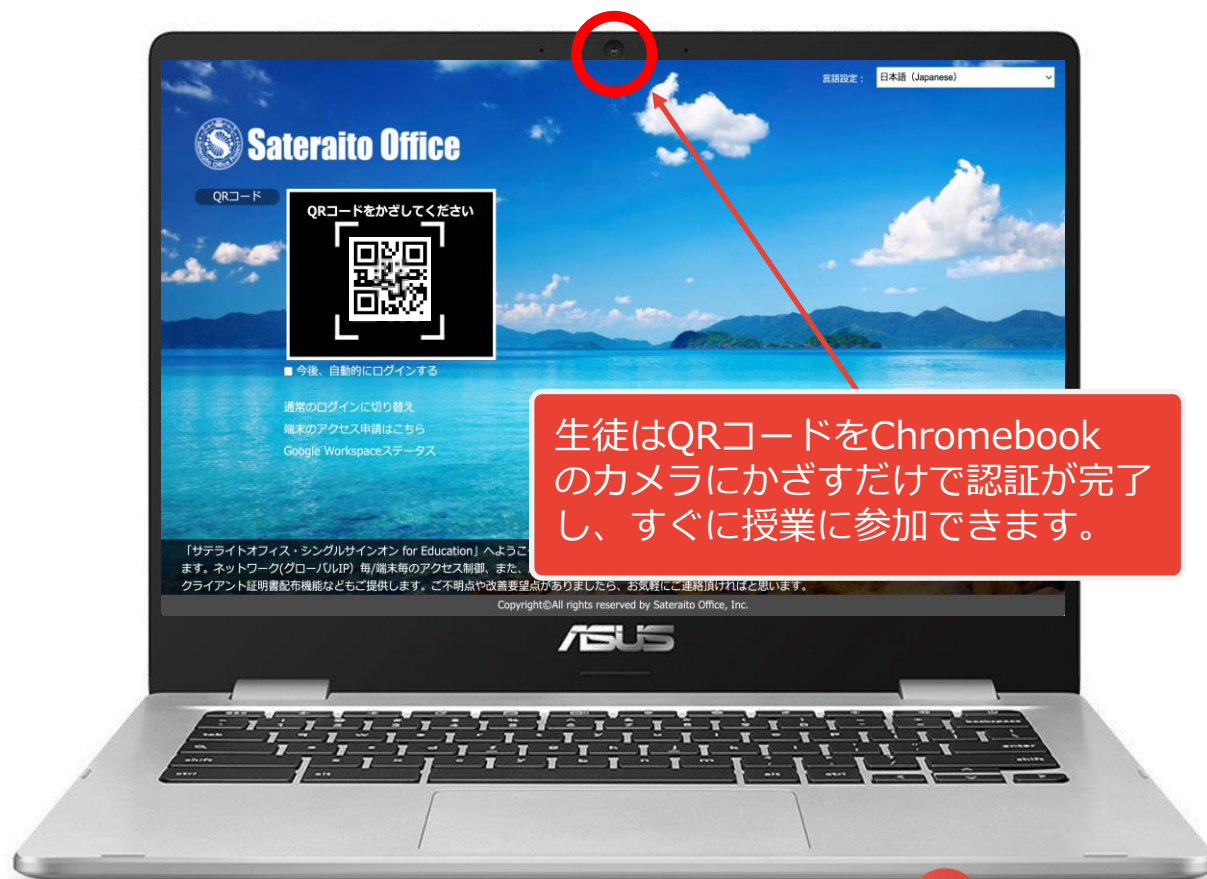 言語設定： 日本語 (Japanese)
Sateraito Office
QRコード
QRコードをかざしてください
今後、自動的にログインする
通常のログインに切り替え
端末のアクセス申請はこちら
Google Workspaceステータス
生徒はQRコードをChromebook
のカメラにかざすだけで認証が完了
し、すぐに授業に参加できます。
「サテライトオフィス・シングルサインオン for Education」へようこそ
ます。ネットワーク(グローバルIP) 毎/端末毎のアクセス制御、また、
クライアント証明書配布機能などもご提供します。ご不明点や改善要望点がありましたら、お気軽にご連絡頂ければと思います。
Copyright©All rights reserved by Sateraito Office, Inc.
ASUS
tab
shift
ctrl
alt
alt
ctrl
backspace
enter
shift